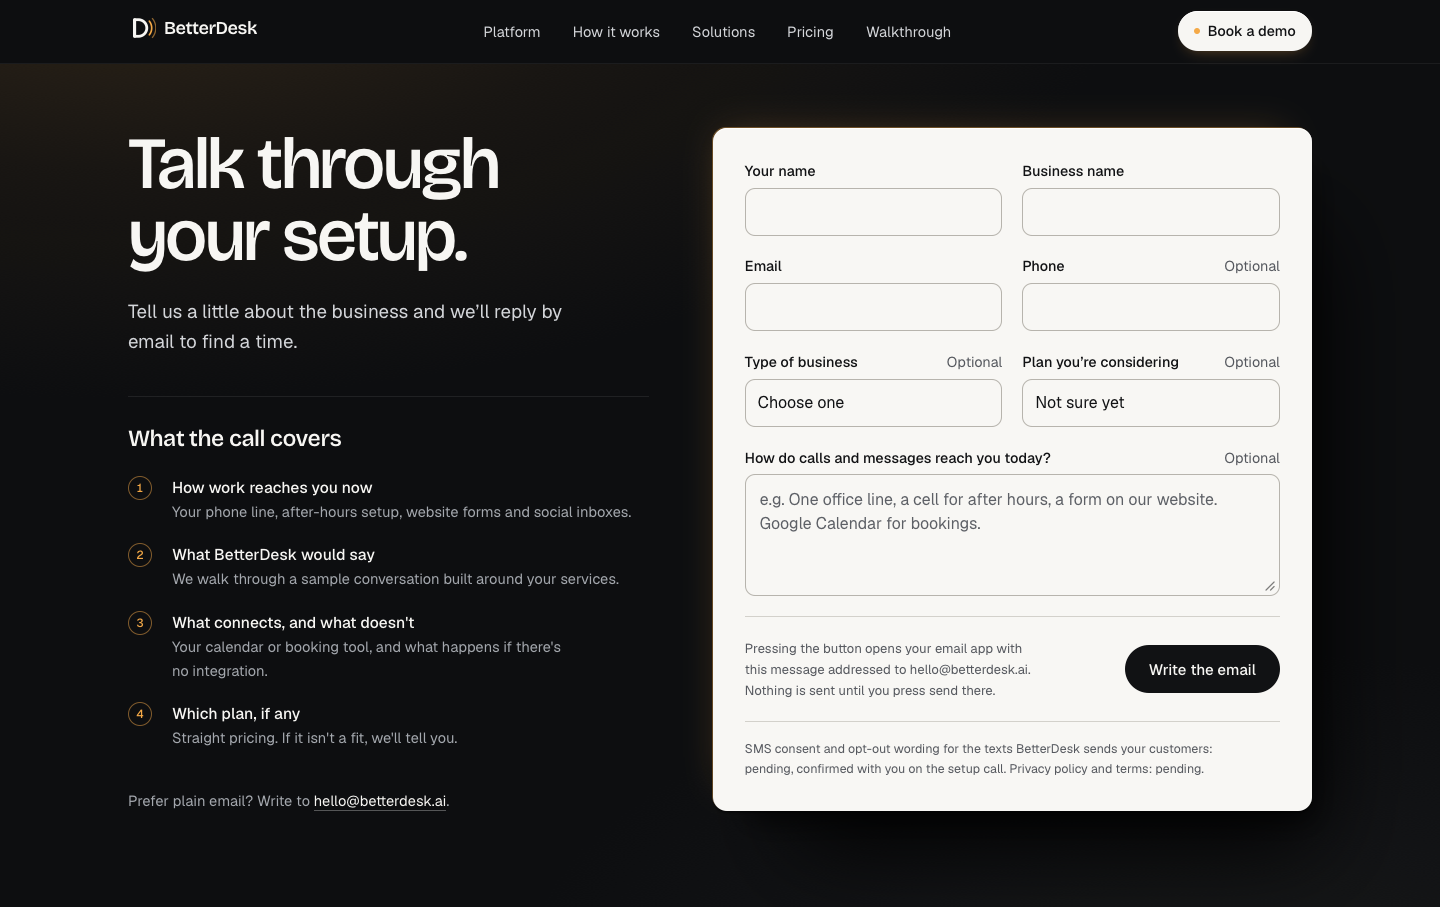 BetterDesk
Platform
How it works
Solutions
Pricing
Walkthrough
Book a demo
Talk through
your setup.
Tell us a little about the business and we’ll reply by
email to find a time.
What the call covers
1
How work reaches you now
Your phone line, after-hours setup, website forms and social inboxes.
2
What BetterDesk would say
We walk through a sample conversation built around your services.
3
What connects, and what doesn't
Your calendar or booking tool, and what happens if there's
no integration.
4
Which plan, if any
Straight pricing. If it isn't a fit, we'll tell you.
Prefer plain email? Write to hello@betterdesk.ai.
Your name
Business name
Email
Phone Optional
Type of business Optional
Plan you’re considering Optional
Choose one
Not sure yet
How do calls and messages reach you today? Optional
e.g. One office line, a cell for after hours, a form on our website.
Google Calendar for bookings.
Pressing the button opens your email app with
this message addressed to hello@betterdesk.ai.
Nothing is sent until you press send there.
Write the email
SMS consent and opt-out wording for the texts BetterDesk sends your customers:
pending, confirmed with you on the setup call. Privacy policy and terms: pending.